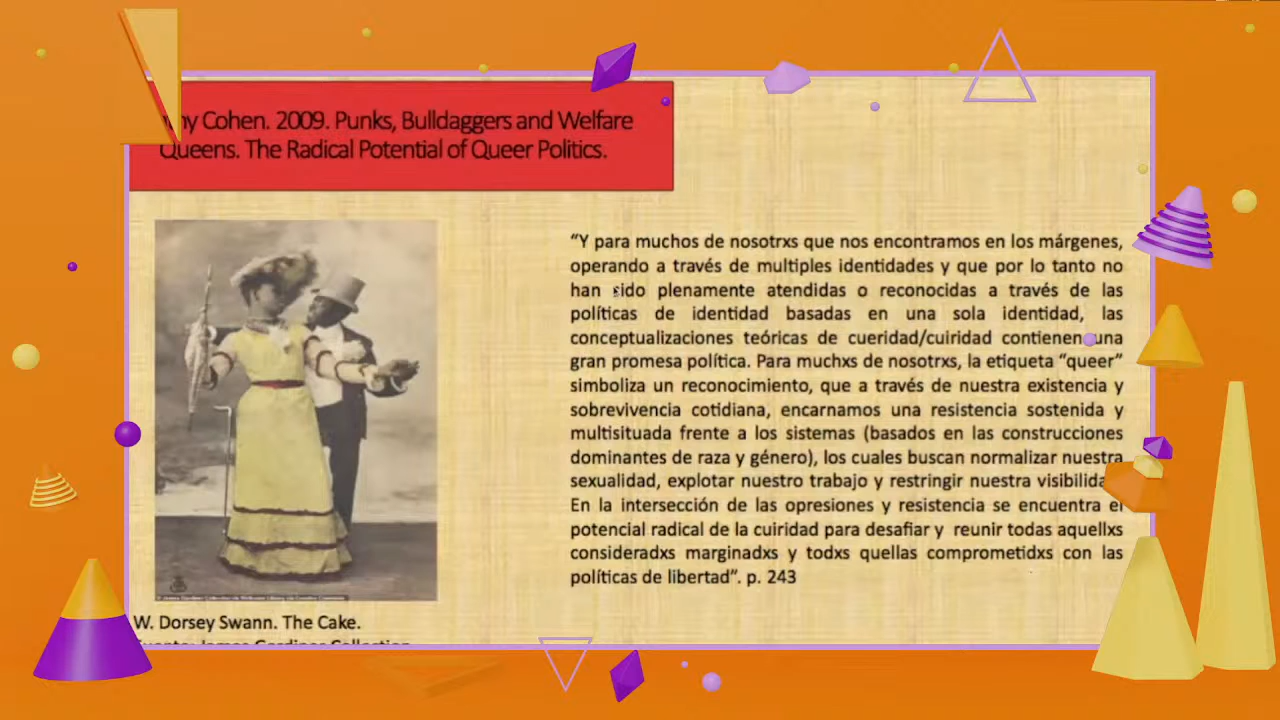 Cohen. 2009. Punks, Bulldaggers and Welfare
Queens. The Radical Potential of Queer Politics.
“Y para muchos de nosotrxs que nos encontramos en los márgenes,
operando a través de multiples identidades y que por lo tanto no
han sido plenamente atendidas o reconocidas a través de las
políticas de identidad basadas en una sola identidad, las
conceptualizaciones teóricas de cueridad/cuiridad contienen una
gran promesa política. Para muchxs de nosotrxs, la etiqueta “queer”
simboliza un reconocimiento, que a través de nuestra existencia y
sobrevivencia cotidiana, encarnamos una resistencia sostenida y
multisituada frente a los sistemas (basados en las construcciones
dominantes de raza y género), los cuales buscan normalizar nuestra
sexualidad, explotar nuestro trabajo y restringir nuestra
En la intersección de las opresiones y resistencia se encuentra el
potencial radical de la cuiridad para desafiar y reunir todas aquellxs
consideradxs marginadxs y todxs quellas comprometidxs con las
políticas de libertad”. p. 243
W. Dorsey Swann. The Cake.